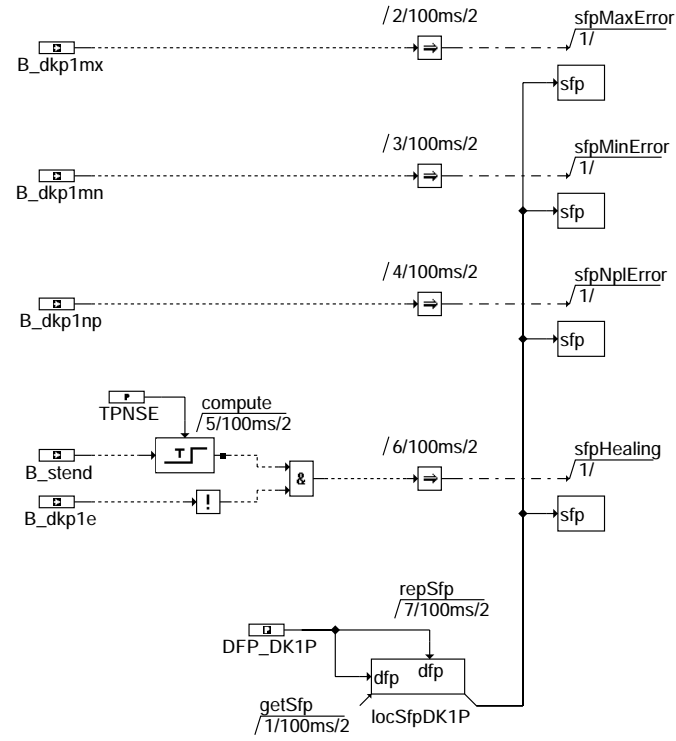 /2/100ms/2
sfpMaxError
1/
B_dkp1mx
sfp
/3/100ms/2
sfpMinError
1/
B_dkp1mn
sfp
/4/100ms/2
sfpNplError
1/
B_dkp1np
sfp
P
TPNSE
compute
/5/100ms/2
T
/6/100ms/2
sfpHealing
1/
B_stend
&
!
B_dkp1e
sfp
repSfp
/7/100ms/2
DFP_DK1P
dfp
dfp
getSfp
/1/100ms/2
locSfpDK1P